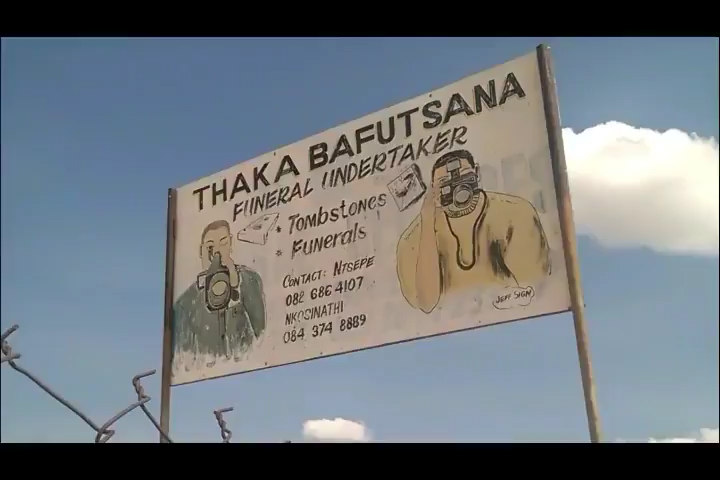 THAKA BAFUTSANA
FUNERAL UNDERTAKER
* Tombstones
* Funerals
CONTACT: NTSEPE
082 686 4107
NKOSINATHI
084 374 8889
JEFF SIGN